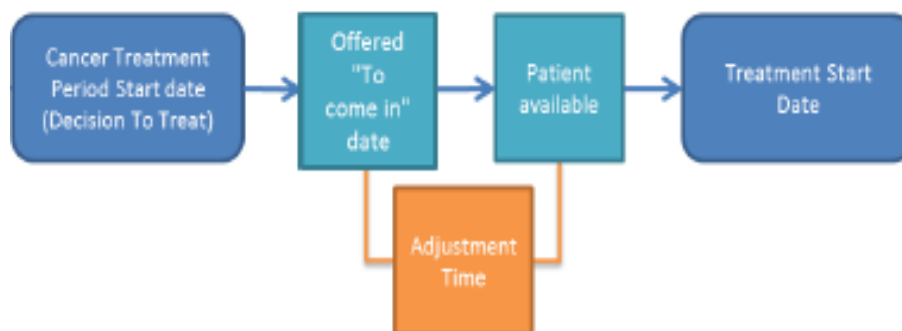 Cancer Treatment
Period Start date
(Decision To Treat)
Offered
"To
come in"
date
Patient
available
Treatment Start
Date
Adjustment
Time